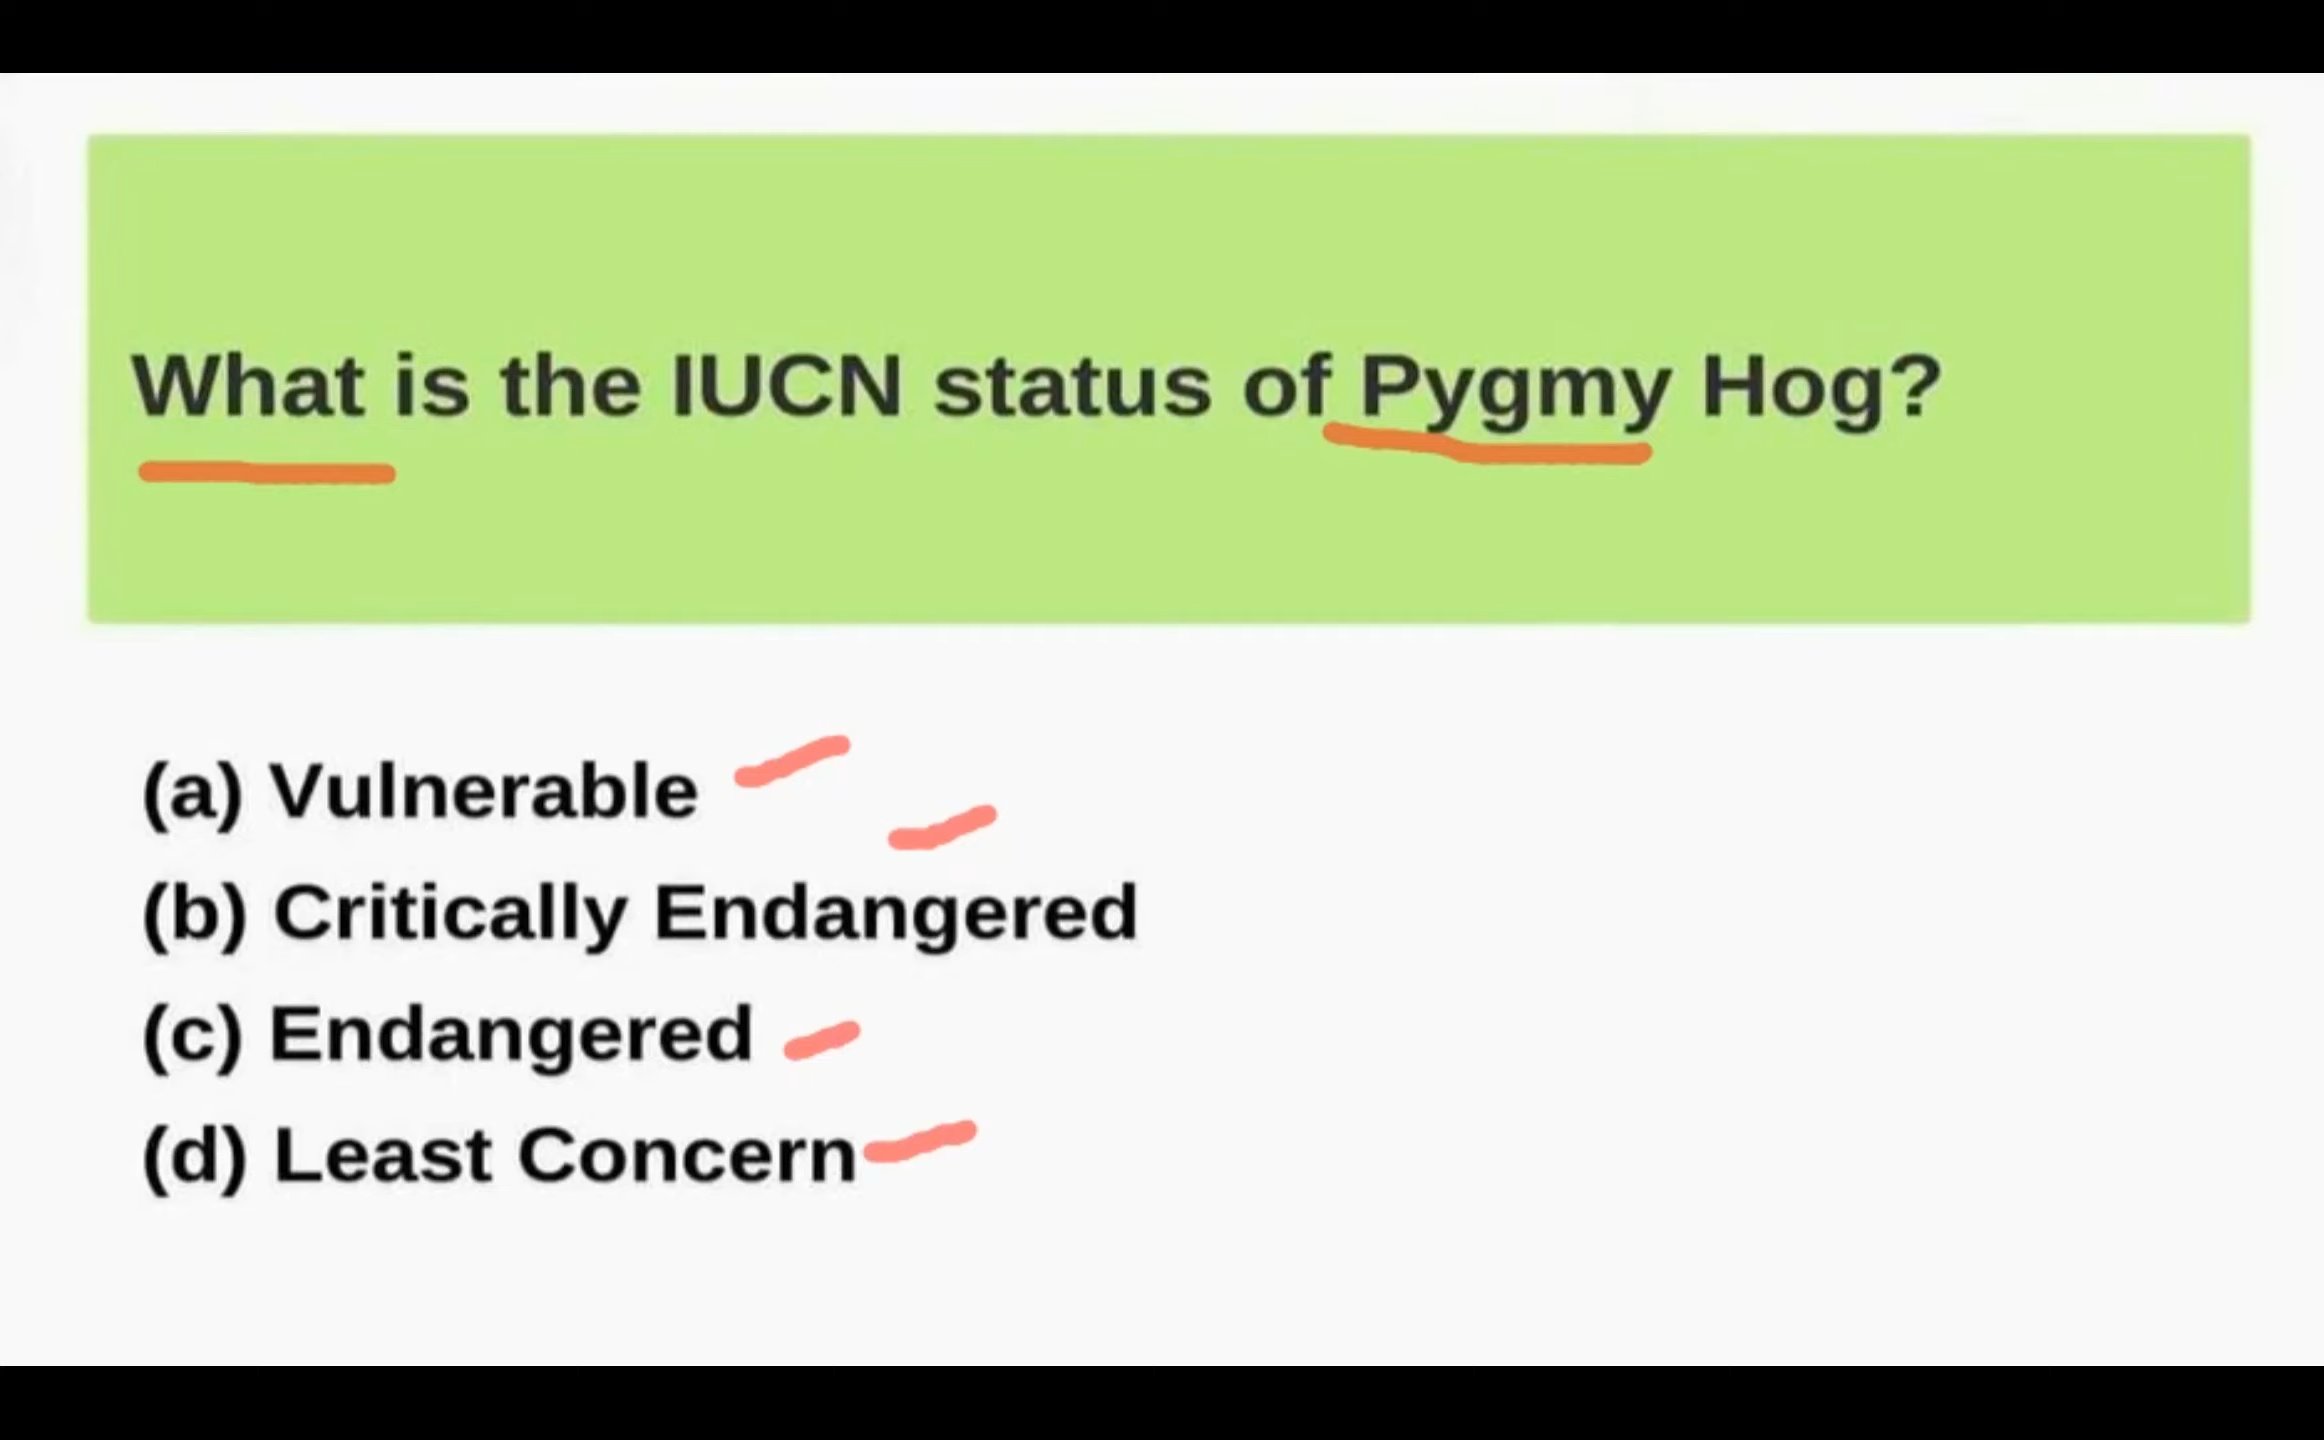 What is the IUCN status of Pygmy Hog?
(a) Vulnerable
(b) Critically Endangered
(c) Endangered
(d) Least Concern